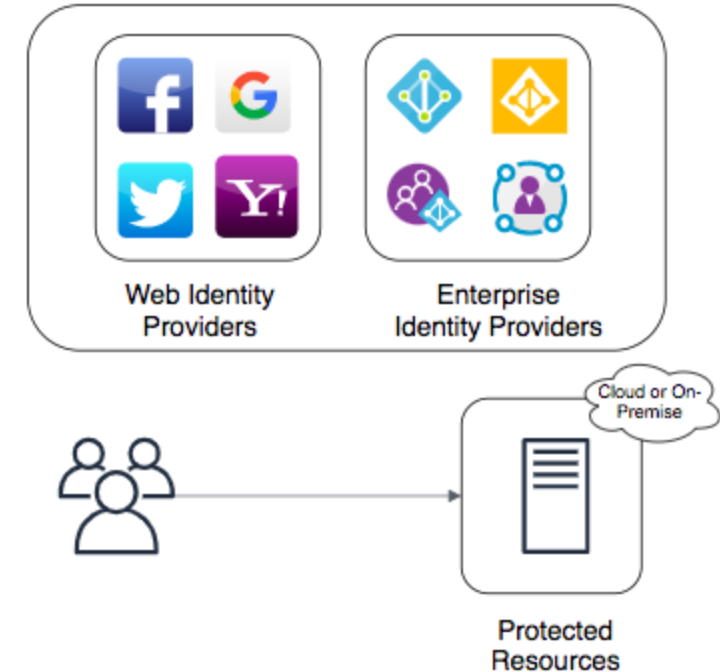 f
G
Y!
Web Identity
Providers
Enterprise
Identity Providers
Cloud or On-
Premise
Protected
Resources